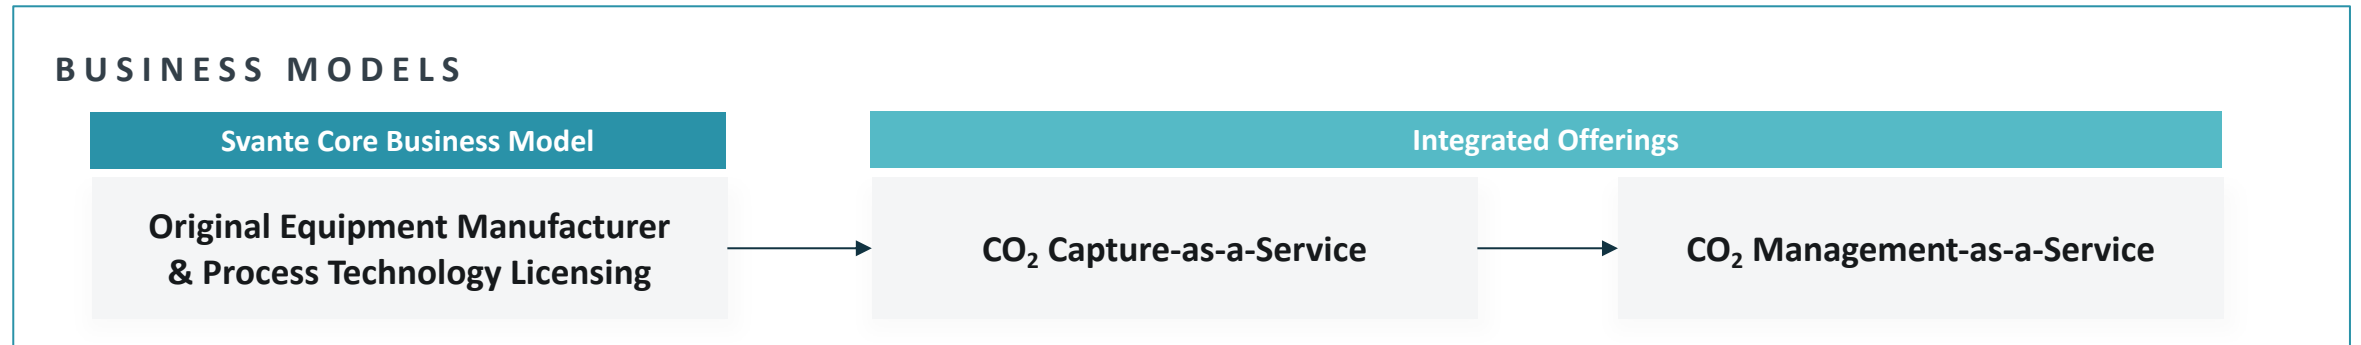 BUSINESS MODELS
Svante Core Business Model
Integrated Offerings
Original Equipment Manufacturer
& Process Technology Licensing
CO₂ Capture-as-a-Service
CO₂ Management-as-a-Service